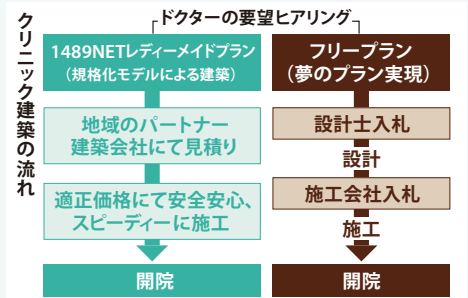 クリニック建築の流れ
ドクターの要望ヒアリング
1489NETレディーメイドプラン
（規格化モデルによる建築）
地域のパートナー
建築会社にて見積り
適正価格にて安全安心、
スピーディーに施工
開院
フリープラン
（夢のプラン実現）
設計士入札
設計
施工会社入札
施工
開院